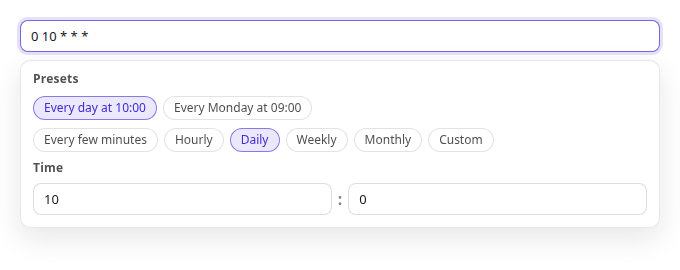 0 10 * * *
Presets
Every day at 10:00 Every Monday at 09:00
Every few minutes Hourly Daily Weekly Monthly Custom
Time
10 : 0